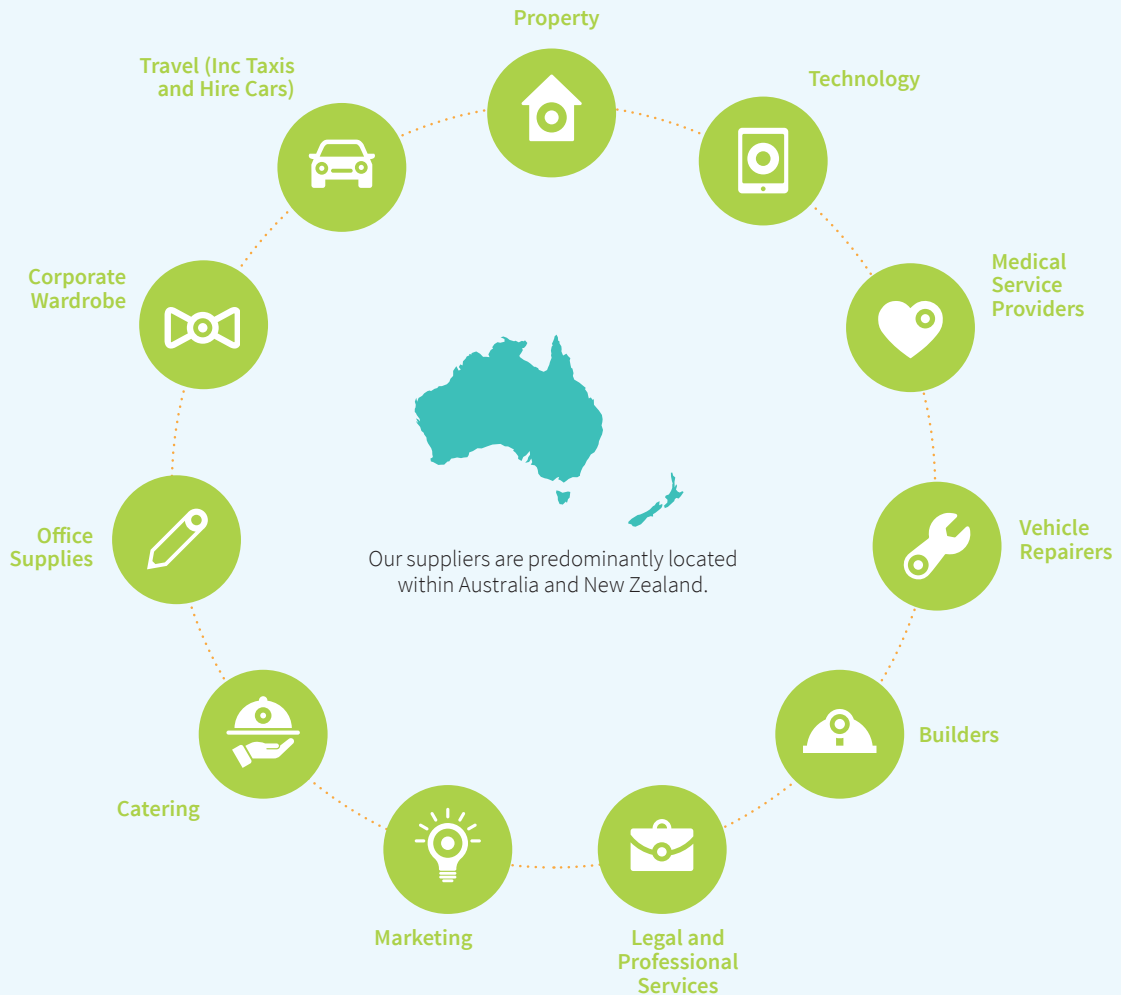 Property
Technology
Medical
Service
Providers
Vehicle
Repairers
Builders
Legal and
Professional
Services
Marketing
Catering
Office
Supplies
Corporate
Wardrobe
Travel (Inc Taxis
and Hire Cars)
Our suppliers are predominantly located
within Australia and New Zealand.